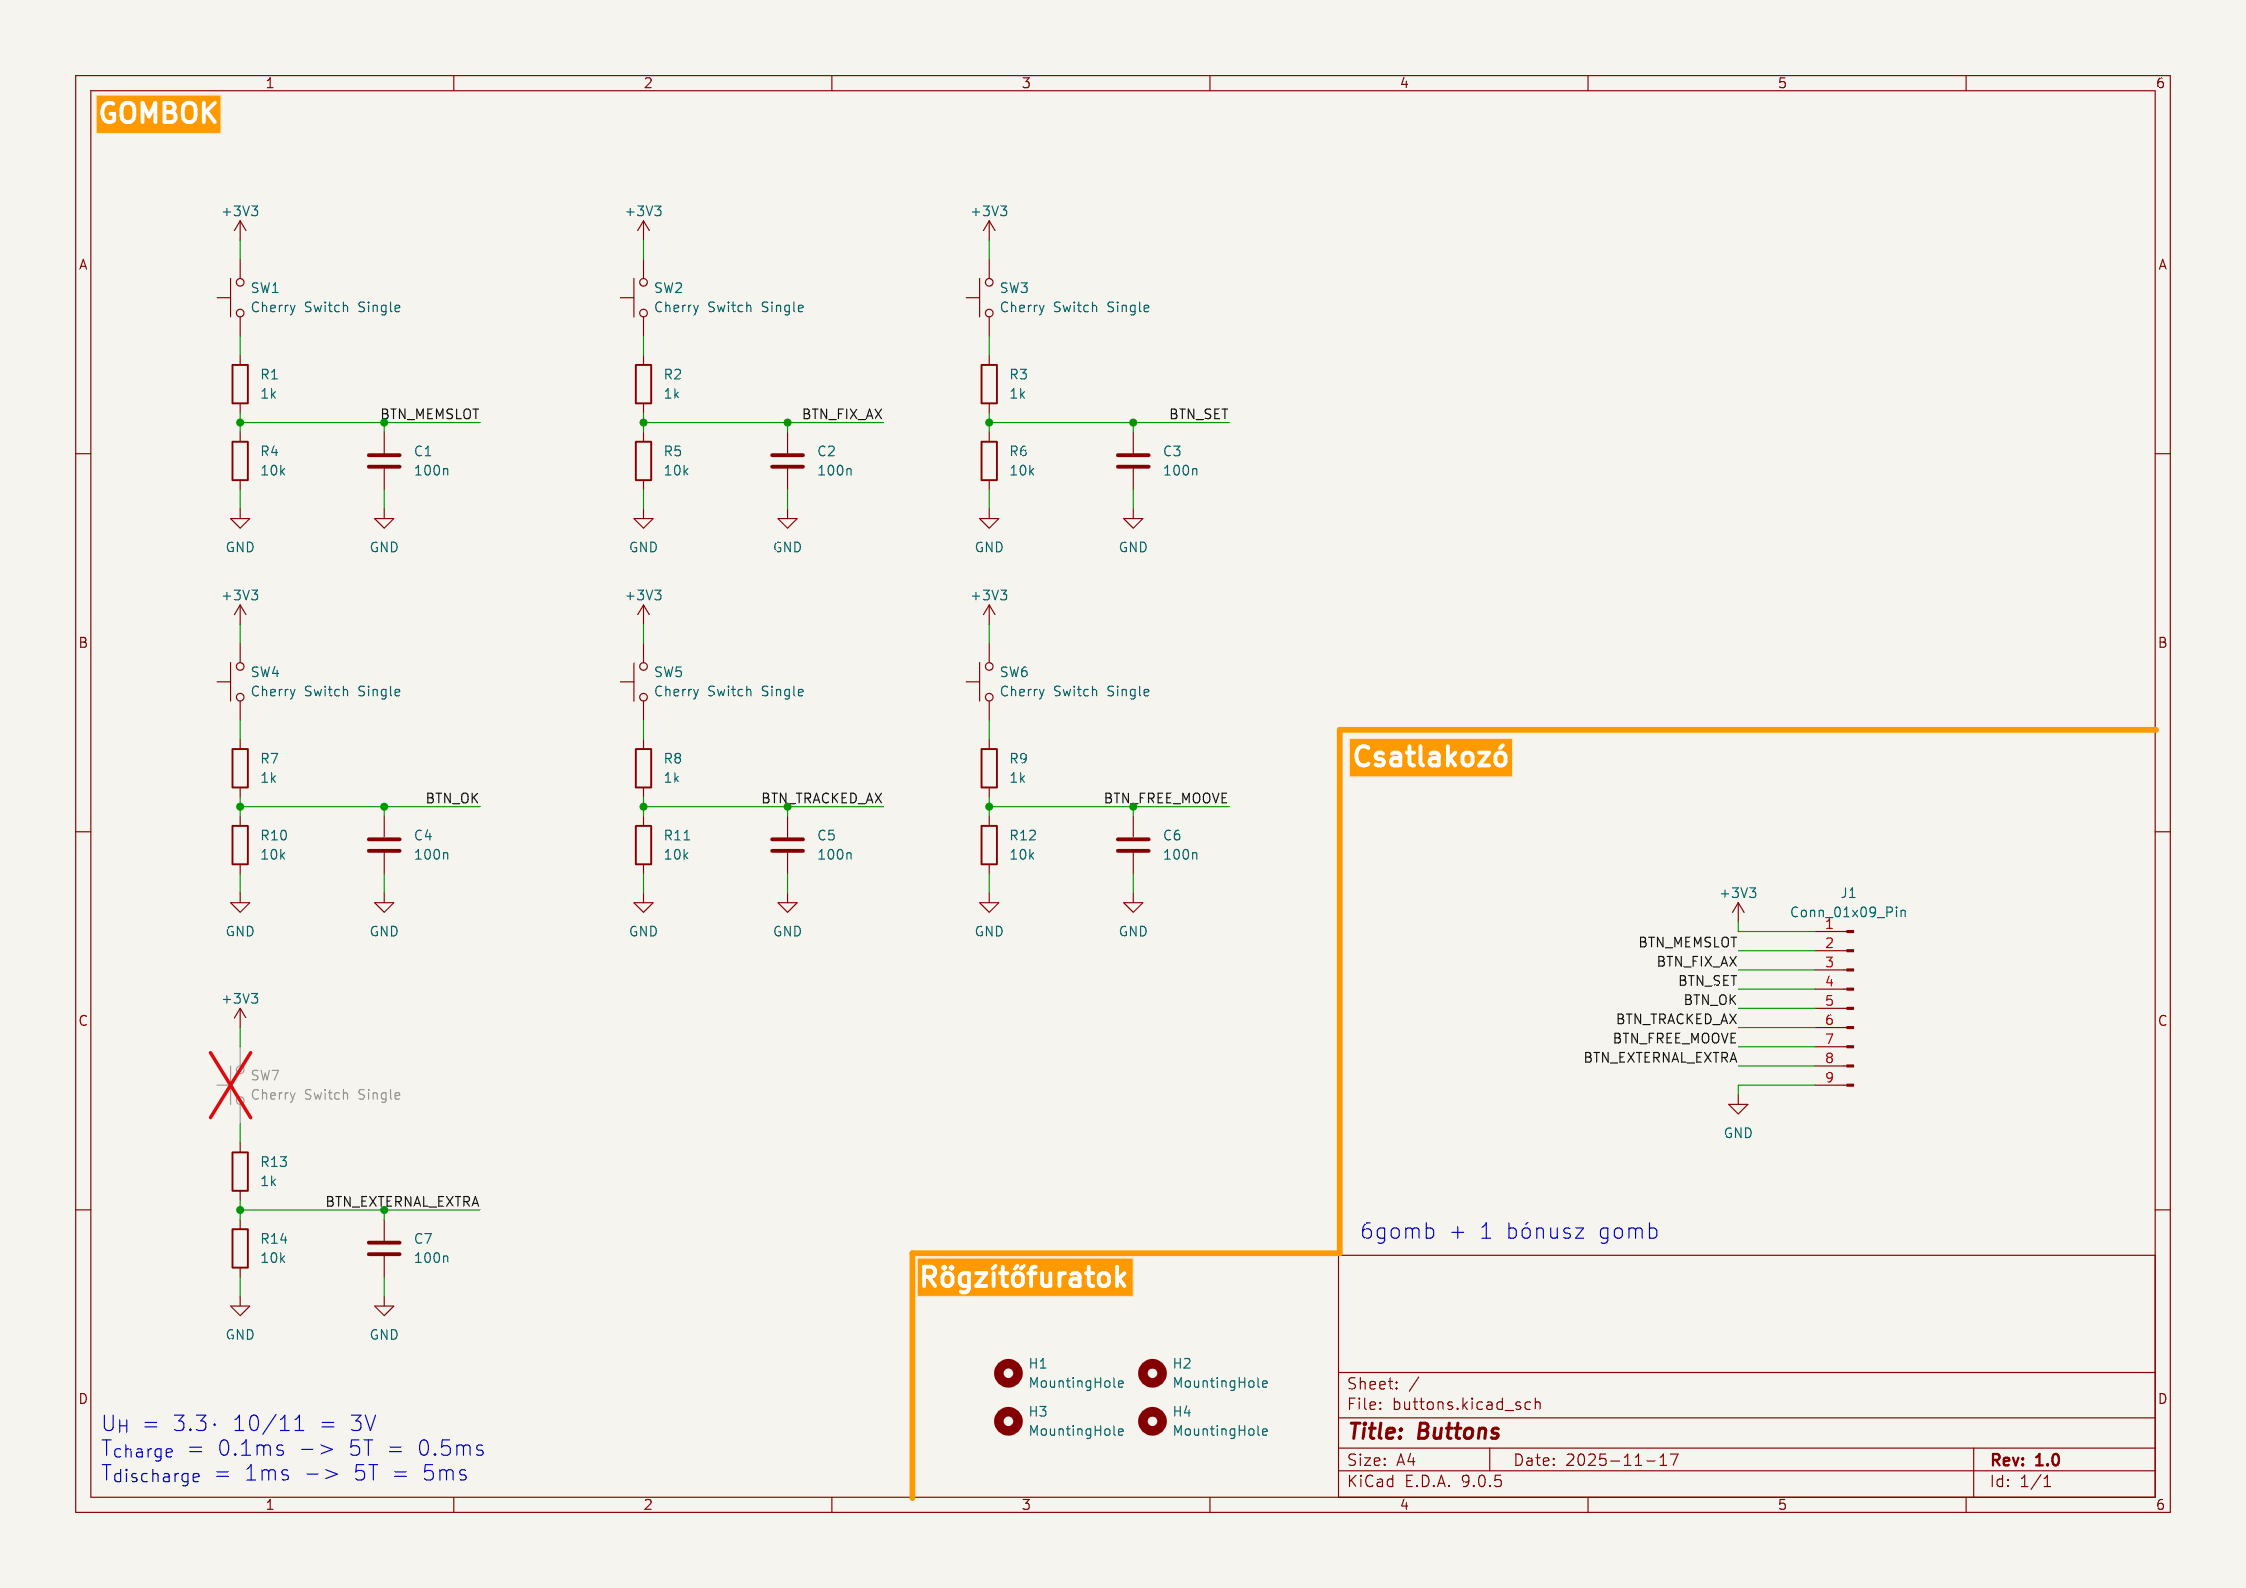 1 2 3 4 5 6
GOMBOK
A A
B B
C C
D D
+3V3
SW1
Cherry Switch Single
R1
1k
BTN_MEMSLOT
R4
10k
C1
100n
GND
GND
+3V3
SW2
Cherry Switch Single
R2
1k
BTN_FIX_AX
R5
10k
C2
100n
GND
GND
+3V3
SW3
Cherry Switch Single
R3
1k
BTN_SET
R6
10k
C3
100n
GND
GND
+3V3
SW4
Cherry Switch Single
R7
1k
BTN_OK
R10
10k
C4
100n
GND
GND
+3V3
SW5
Cherry Switch Single
R8
1k
BTN_TRACKED_AX
R11
10k
C5
100n
GND
GND
+3V3
SW6
Cherry Switch Single
R9
1k
BTN_FREE_MOOVE
R12
10k
C6
100n
GND
GND
+3V3
SW7
Cherry Switch Single
R13
1k
BTN_EXTERNAL_EXTRA
R14
10k
C7
100n
GND
GND
Csatlakozó
+3V3
J1
Conn_01x09_Pin
1
BTN_MEMSLOT 2
BTN_FIX_AX 3
BTN_SET 4
BTN_OK 5
BTN_TRACKED_AX 6
BTN_FREE_MOOVE 7
BTN_EXTERNAL_EXTRA 8
9
GND
6gomb + 1 bónusz gomb
Rögzítőfuratok
H1
MountingHole
H2
MountingHole
H3
MountingHole
H4
MountingHole
UH = 3.3· 10/11 = 3V
Tcharge = 0.1ms -> 5T = 0.5ms
Tdischarge = 1ms -> 5T = 5ms
Sheet: /
File: buttons.kicad_sch
Title: Buttons
Size: A4 Date: 2025-11-17 Rev: 1.0
KiCad E.D.A. 9.0.5 Id: 1/1
1 2 3 4 5 6